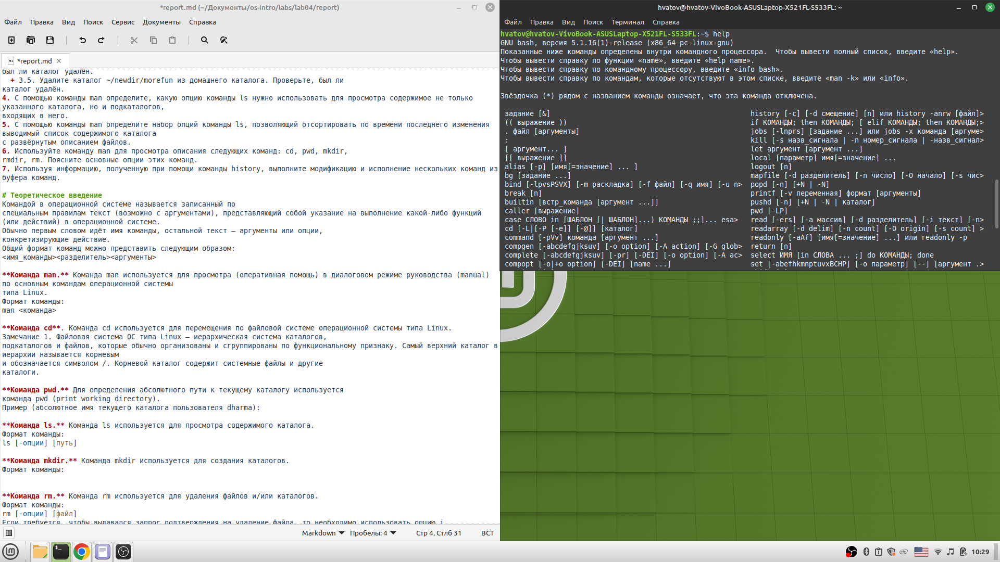 *report.md (~/Документы/os-intro/labs/lab04/report)
Файл Правка Вид Поиск Сервис Документы Справка
*report.md
был ли каталог удалён.
+ 3.5. Удалите каталог ~/newdir/morefun из домашнего каталога. Проверьте, был ли
каталог удалён.
4. С помощью команды man определите, какую опцию команды ls нужно использовать для просмотра содержимое не только
указанного каталога, но и подкаталогов,
входящих в него.
5. С помощью команды man определите набор опций команды ls, позволяющий отсортировать по времени последнего изменения
выводимый список содержимого каталога
с развёрнутым описанием файлов.
6. Используйте команду man для просмотра описания следующих команд: cd, pwd, mkdir,
rmdir, rm. Поясните основные опции этих команд.
7. Используя информацию, полученную при помощи команды history, выполните модификацию и исполнение нескольких команд из
буфера команд.
# Теоретическое введение
Командой в операционной системе называется записанный по
специальным правилам текст (возможно с аргументами), представляющий собой указание на выполнение какой-либо функций
(или действий) в операционной системе.
Обычно первым словом идёт имя команды, остальной текст — аргументы или опции,
конкретизирующие действие.
Общий формат команд можно представить следующим образом:
<имя_команды><разделитель><аргументы>
**Команда man.** Команда man используется для просмотра (оперативная помощь) в диалоговом режиме руководства (manual)
по основным командам операционной системы
типа Linux.
Формат команды:
man <команда>
**Команда cd**. Команда cd используется для перемещения по файловой системе операционной системы типа Linux.
Замечание 1. Файловая система ОС типа Linux — иерархическая система каталогов,
подкаталогов и файлов, которые обычно организованы и сгруппированы по функциональному признаку. Самый верхний каталог в
иерархии называется корневым
и обозначается символом /. Корневой каталог содержит системные файлы и другие
каталоги.
**Команда pwd.** Для определения абсолютного пути к текущему каталогу используется
команда pwd (print working directory).
Пример (абсолютное имя текущего каталога пользователя dharma):
**Команда ls.** Команда ls используется для просмотра содержимого каталога.
Формат команды:
ls [-опции] [путь]
**Команда mkdir.** Команда mkdir используется для создания каталогов.
Формат команды:
**Команда rm.** Команда rm используется для удаления файлов и/или каталогов.
Формат команды:
rm [-опции] [файл]
Если требуется, чтобы выдавался запрос подтверждения на удаление файла, то необходимо использовать опцию i.
Markdown Пробелы: 4 Стр 4, Стлб 31 ВСТ
hvatov@hvatov-VivoBook-ASUSLaptop-X521FL-S533FL: ~
Файл Правка Вид Поиск Терминал Справка
hvatov@hvatov-VivoBook-ASUSLaptop-X521FL-S533FL:~$ help
GNU bash, версия 5.1.16(1)-release (x86_64-pc-linux-gnu)
Показанные ниже команды определены внутри командного процессора.  Чтобы вывести полный список, введите «help».
Чтобы вывести справку по функции «name», введите «help name».
Чтобы вывести справку по командному процессору, введите «info bash».
Чтобы вывести справку по командам, которые отсутствуют в этом списке, введите «man -k» или «info».
Звёздочка (*) рядом с названием команды означает, что эта команда отключена.
задание [&] history [-c] [-d смещение] [n] или history -anrw [файл]>
(( выражение )) if КОМАНДЫ; then КОМАНДЫ; [ elif КОМАНДЫ; then КОМАНДЫ;>
. файл [аргументы] jobs [-lnprs] [задание ...] или jobs -x команда [аргуме>
: kill [-s назв_сигнала | -n номер_сигнала | -назв_сигнал>
[ аргумент... ] let аргумент [аргумент ...]
[[ выражение ]] local [параметр] имя[=значение] ...
alias [-p] [имя[=значение] ... ] logout [n]
bg [задание ...] mapfile [-d разделитель] [-n число] [-O начало] [-s чис>
bind [-lpvsPSVX] [-m раскладка] [-f файл] [-q имя] [-u n> popd [-n] [+N | -N]
break [n] printf [-v переменная] формат [аргументы]
builtin [встр_команда [аргумент ...]] pushd [-n] [+N | -N | каталог]
caller [выражение] pwd [-LP]
case СЛОВО in [ШАБЛОН [| ШАБЛОН]...) КОМАНДЫ ;;]... esa> read [-ers] [-a массив] [-d разделитель] [-i текст] [-n>
cd [-L|[-P [-e]] [-@]] [каталог] readarray [-d delim] [-n count] [-O origin] [-s count] >
command [-pVv] команда [аргумент ...] readonly [-aAf] [имя[=значение] ...] или readonly -p
compgen [-abcdefgjksuv] [-o option] [-A action] [-G glob> return [n]
complete [-abcdefgjksuv] [-pr] [-DEI] [-o option] [-A ac> select ИМЯ [in СЛОВА ... ;] do КОМАНДЫ; done
compopt [-o|+o option] [-DEI] [name ...] set [-abefhkmnptuvxBCHP] [-o параметр] [--] [аргумент .>
10:29